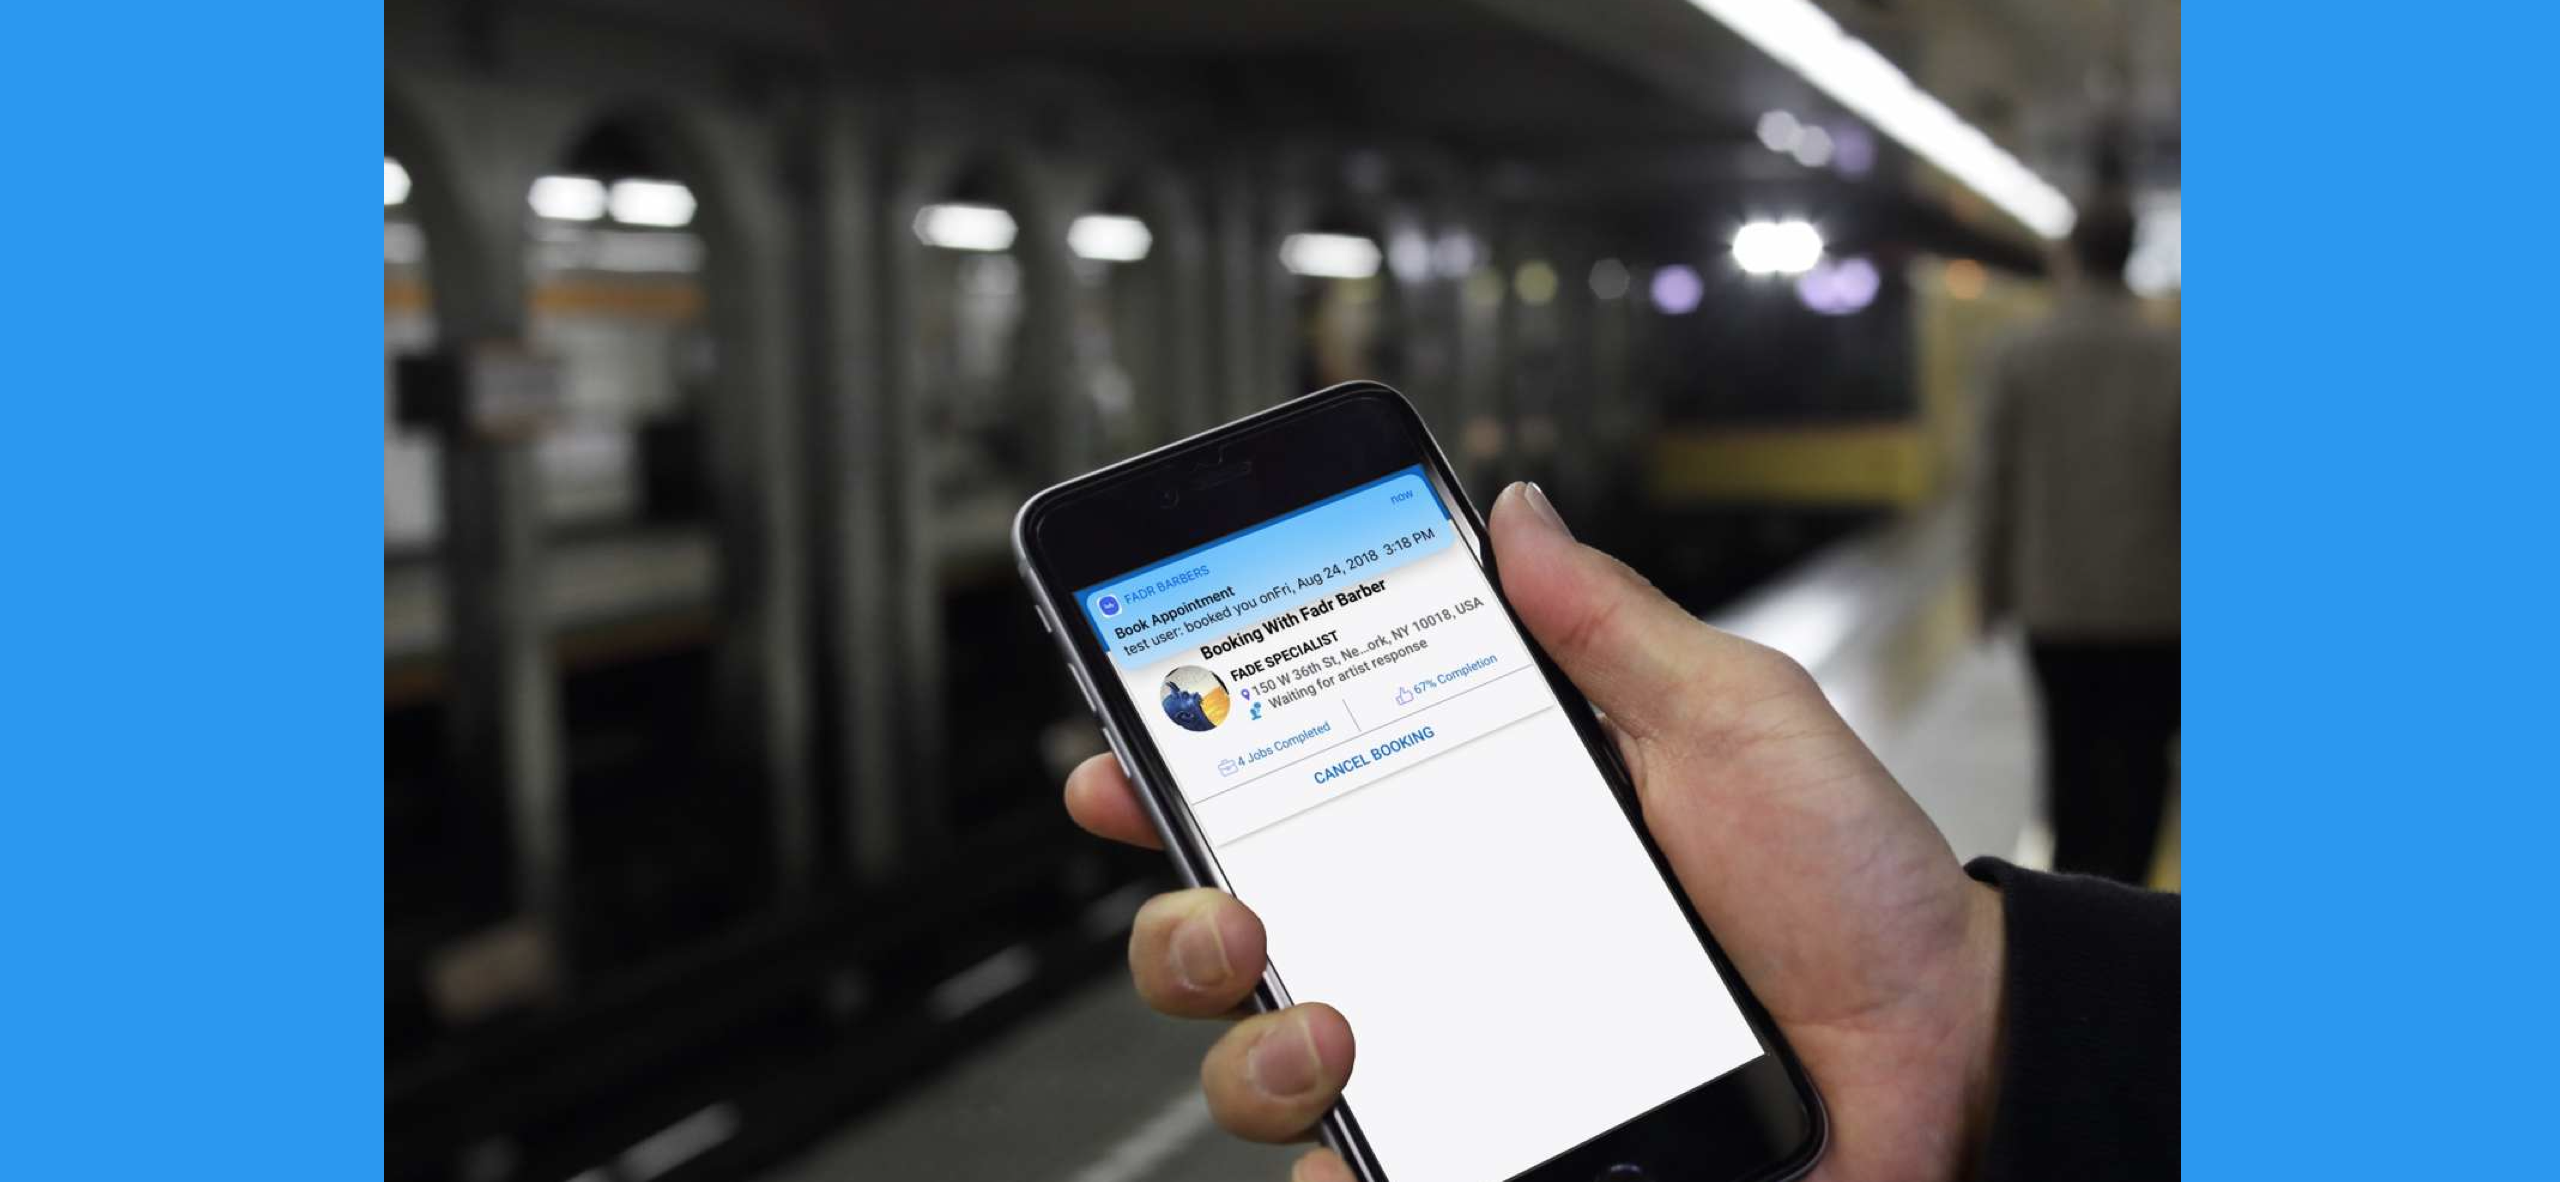 FADR BARBERS
now
Book Appointment
test user: booked you onFri, Aug 24, 2018 3:18 PM
Booking With Fadr Barber
FADE SPECIALIST
150 W 36th St, Ne...ork, NY 10018, USA
Waiting for artist response
4 Jobs Completed
67% Completion
CANCEL BOOKING